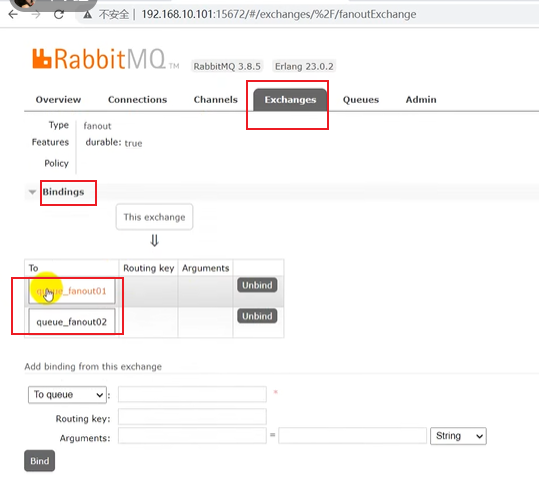 不安全 | 192.168.10.101:15672/#/exchanges/%2F/fanoutExchange
RabbitMQ TM RabbitMQ 3.8.5 Erlang 23.0.2
Overview Connections Channels Exchanges Queues Admin
Type fanout
Features durable: true
Policy
Bindings
This exchange
⇓
To Routing key Arguments
queue_fanout01 Unbind
queue_fanout02 Unbind
Add binding from this exchange
To queue : *
Routing key:
Arguments: = String
Bind